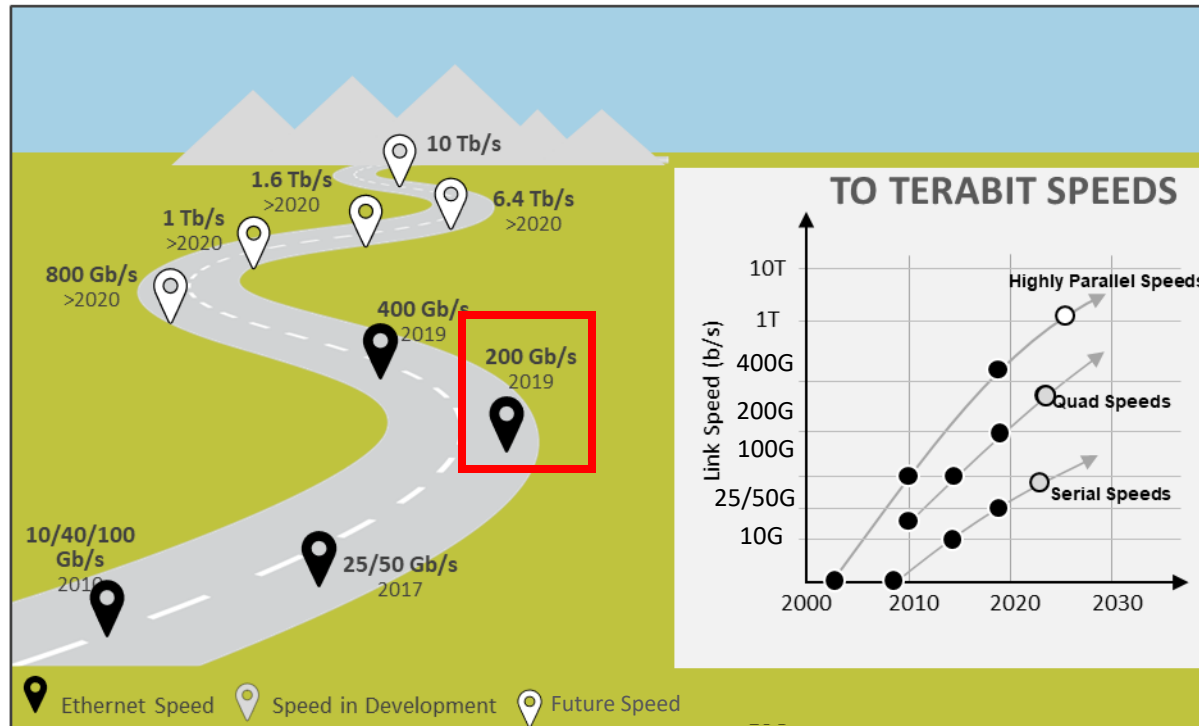 10 Tb/s
1.6 Tb/s
>2020
6.4 Tb/s
>2020
1 Tb/s
>2020
800 Gb/s
>2020
400 Gb/s
2019
200 Gb/s
2019
10/40/100
Gb/s
2010
25/50 Gb/s
2017
Ethernet Speed
Speed in Development
Future Speed
TO TERABIT SPEEDS
Link Speed (b/s)
10T
1T
400G
200G
100G
25/50G
10G
Highly Parallel Speeds
Quad Speeds
Serial Speeds
2000
2010
2020
2030